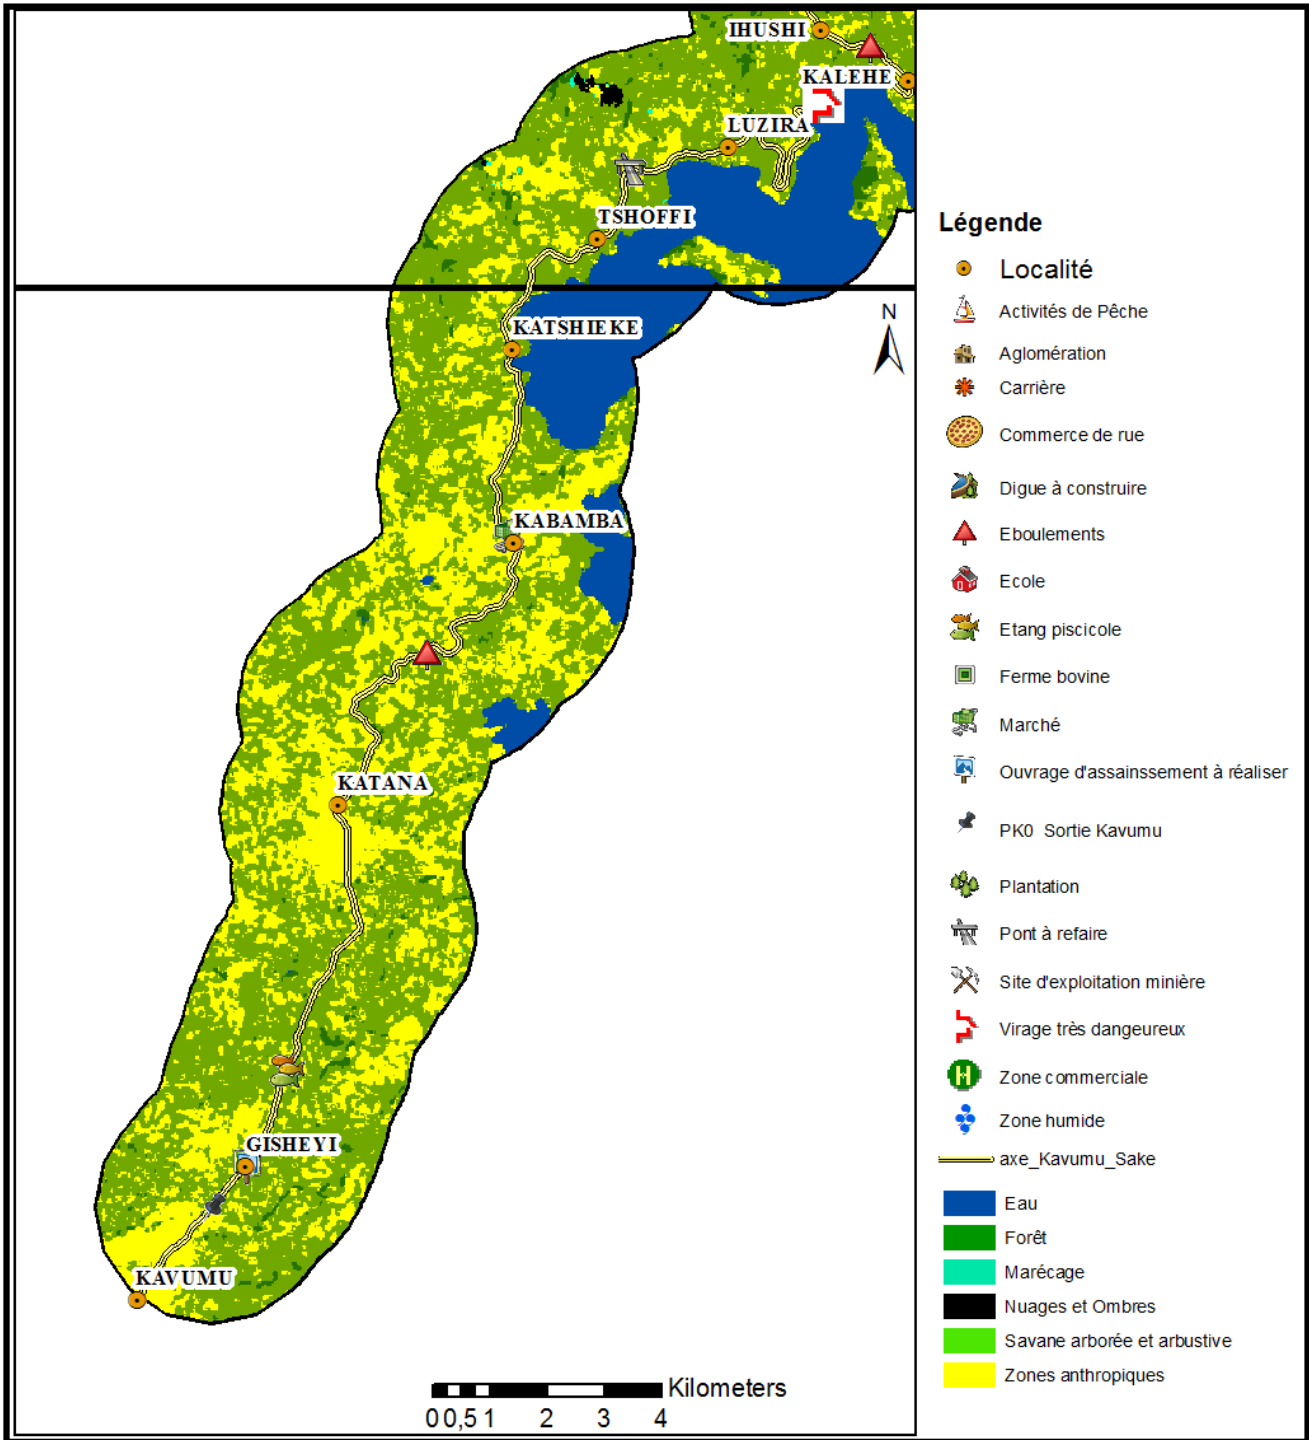 IHUSHI
KALEHE
LUZIRA
TSHOFFI
KATSHIEKE
N
KABAMBA
KATANA
GISHEYI
KAVUMU
Kilometers
0 0,5 1 2 3 4
Légende
Localité
Activités de Pêche
Aglomération
Carrière
Commerce de rue
Digue à construire
Eboulements
Ecole
Etang piscicole
Ferme bovine
Marché
Ouvrage d'assainssement à réaliser
PK0 Sortie Kavumu
Plantation
Pont à refaire
Site d'exploitation minière
Virage très dangeureux
H
Zone commerciale
Zone humide
axe_Kavumu_Sake
Eau
Forêt
Marécage
Nuages et Ombres
Savane arborée et arbustive
Zones anthropiques